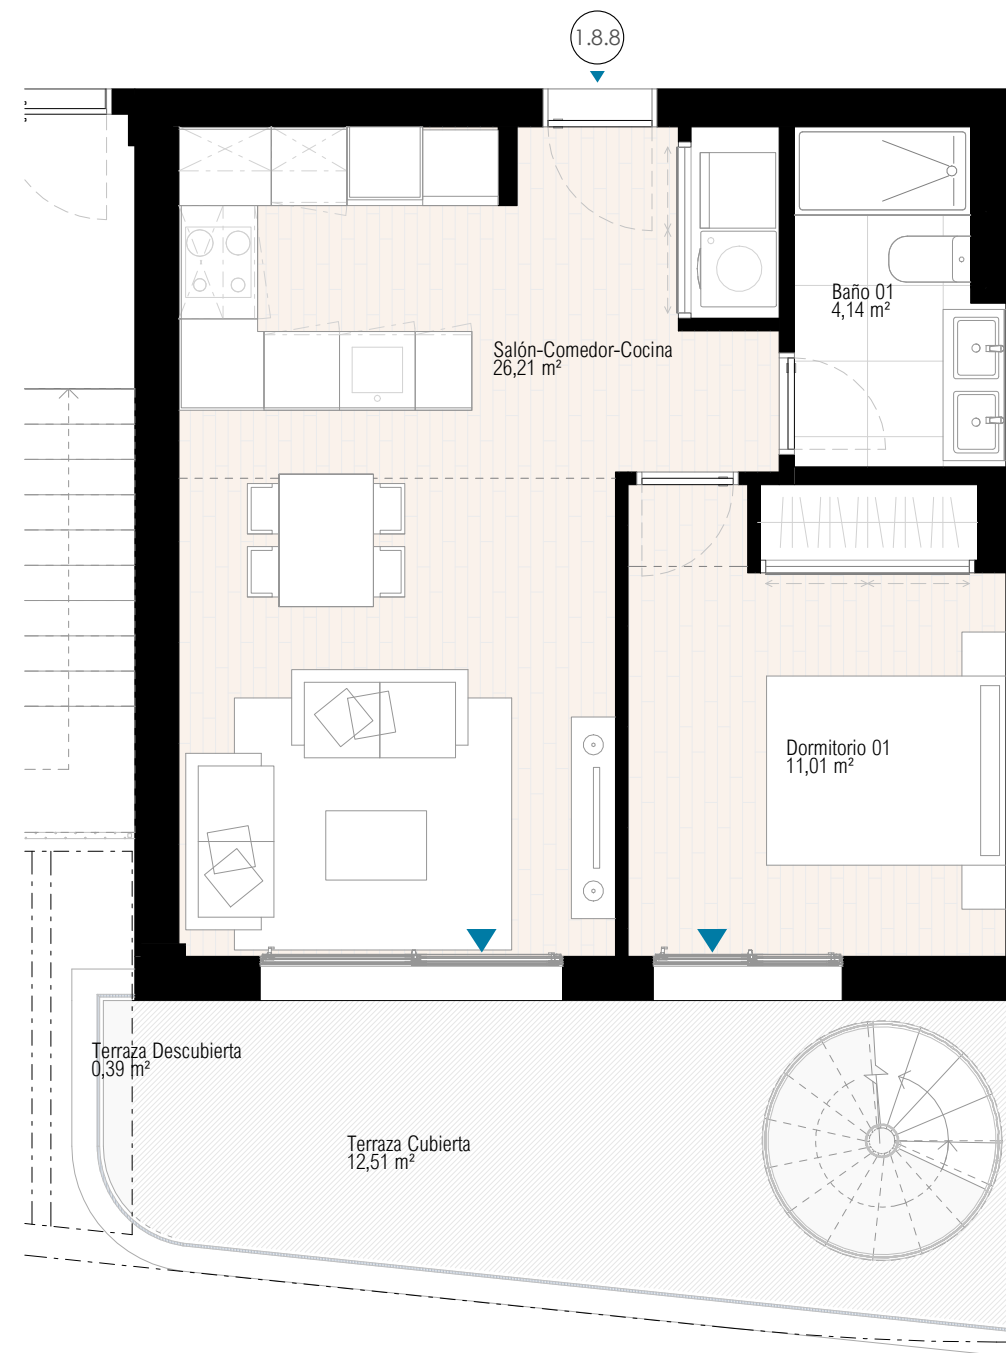 1.8.8
Baño 01
4,14 m²
Salón-Comedor-Cocina
26,21 m²
Dormitorio 01
11,01 m²
Terraza Descubierta
0,39 m²
Terraza Cubierta
12,51 m²